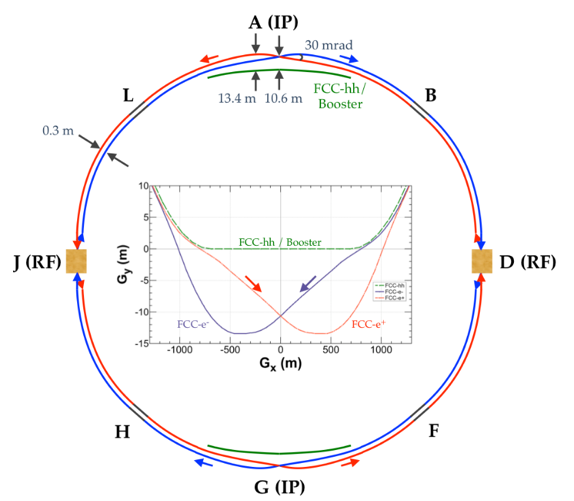 A (IP)
30 mrad
L
13.4 m
10.6 m
FCC-hh /
Booster
B
0.3 m
10
5
0
-5
-10
-15
Gy (m)
FCC-hh / Booster
FCC-hh
FCC-e-
FCC-e+
FCC-e-
FCC-e+
-1000
-500
0
500
1000
Gx (m)
J (RF)
D (RF)
H
F
G (IP)